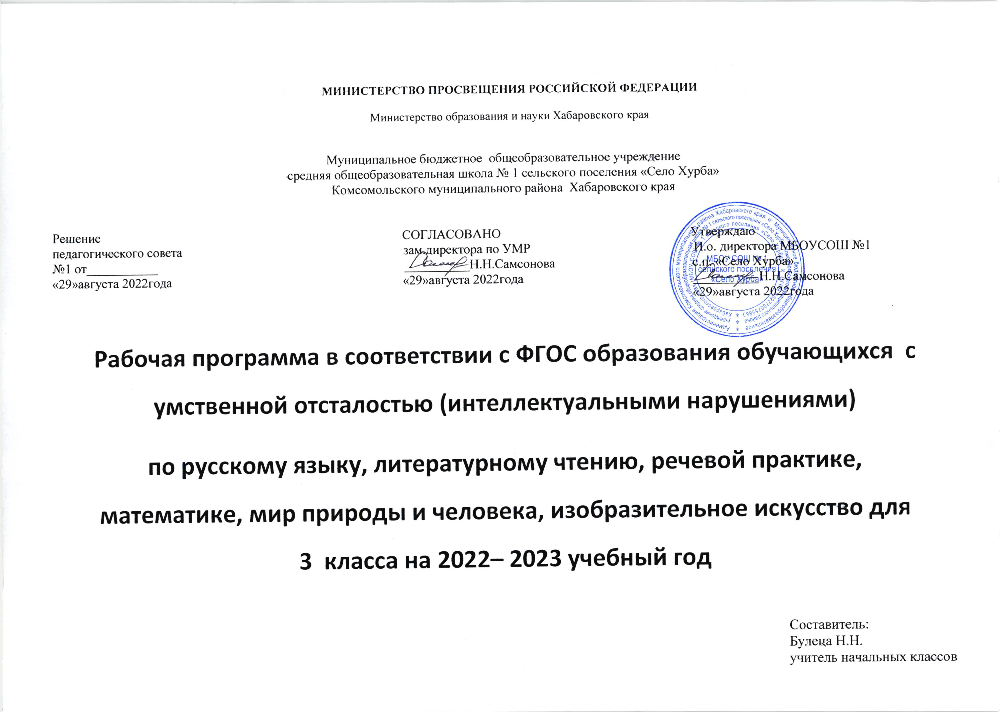 МИНИСТЕРСТВО ПРОСВЕЩЕНИЯ РОССИЙСКОЙ ФЕДЕРАЦИИ
Министерство образования и науки Хабаровского края
Муниципальное бюджетное  общеобразовательное учреждение
средняя общеобразовательная школа № 1 сельского поселения «Село Хурба»
Комсомольского муниципального района  Хабаровского края
Решение
педагогического совета
№1 от____________
«29»августа 2022года
СОГЛАСОВАНО
зам.директора по УМР
___________Н.Н.Самсонова
«29»августа 2022года
Утверждаю
И.о. директора МБОУСОШ №1
с.п. «Село Хурба»
___________Н.Н.Самсонова
«29»августа 2022года
МБОУ СОШ № 1
сельского поселения
«Село Хурба»
Рабочая программа в соответствии с ФГОС образования обучающихся  с
умственной отсталостью (интеллектуальными нарушениями)
по русскому языку, литературному чтению, речевой практике,
математике, мир природы и человека, изобразительное искусство для
3  класса на 2022– 2023 учебный год
Составитель:
Булеца Н.Н.
учитель начальных классов